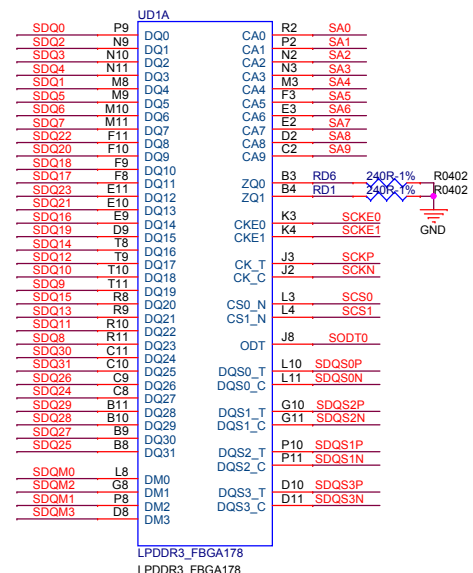 UD1A
SDQ0 P9 DQ0 CA0 R2 SA0
SDQ2 N9 DQ1 CA1 P2 SA1
SDQ3 N10 DQ2 CA2 N2 SA2
SDQ4 N11 DQ3 CA3 N3 SA3
SDQ1 M8 DQ4 CA4 M3 SA4
SDQ5 M9 DQ5 CA5 F3 SA5
SDQ6 M10 DQ6 CA6 E3 SA6
SDQ7 M11 DQ7 CA7 E2 SA7
SDQ22 F11 DQ8 CA8 D2 SA8
SDQ20 F10 DQ9 CA9 C2 SA9
SDQ18 F9 DQ10
SDQ17 F8 DQ11 ZQ0 B3 RD6 240R-1% R0402
SDQ23 E11 DQ12 ZQ1 B4 RD1 240R-1% R0402
SDQ21 E10 DQ13
SDQ16 E9 DQ14 CKE0 K3 SCKE0 GND
SDQ19 D9 DQ15 CKE1 K4 SCKE1
SDQ14 T8 DQ16
SDQ12 T9 DQ17 CK_T J3 SCKP
SDQ10 T10 DQ18 CK_C J2 SCKN
SDQ9 T11 DQ19
SDQ15 R8 DQ20 CS0_N L3 SCS0
SDQ13 R9 DQ21 CS1_N L4 SCS1
SDQ11 R10 DQ22
SDQ8 R11 DQ23 ODT J8 SODT0
SDQ30 C11 DQ24
SDQ31 C10 DQ25 DQS0_T L10 SDQS0P
SDQ26 C9 DQ26 DQS0_C L11 SDQS0N
SDQ24 C8 DQ27
SDQ29 B11 DQ28 DQS1_T G10 SDQS2P
SDQ28 B10 DQ29 DQS1_C G11 SDQS2N
SDQ27 B9 DQ30
SDQ25 B8 DQ31 DQS2_T P10 SDQS1P
DQS2_C P11 SDQS1N
SDQM0 L8 DM0
SDQM2 G8 DM1 DQS3_T D10 SDQS3P
SDQM1 P8 DM2 DQS3_C D11 SDQS3N
SDQM3 D8 DM3
LPDDR3_FBGA178
LPDDR3_FBGA178